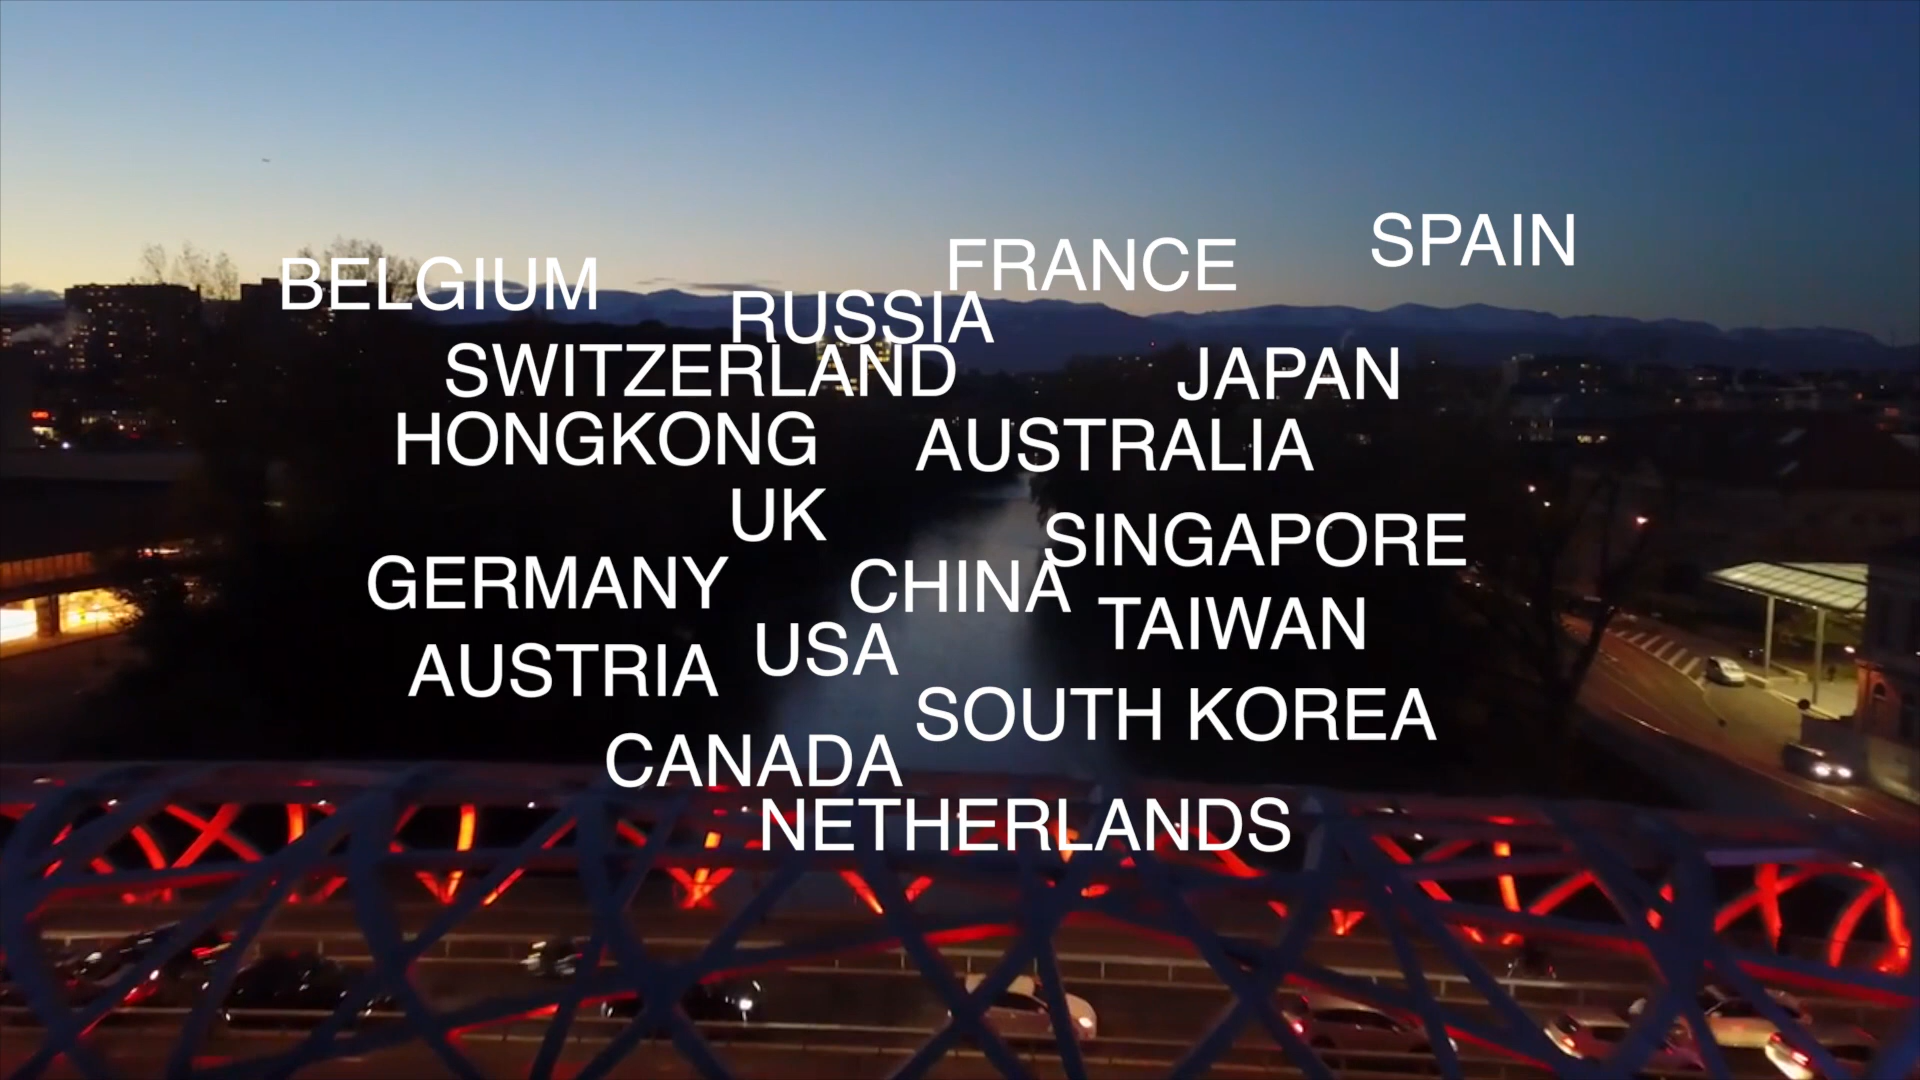 SPAIN
FRANCE
BELGIUM
RUSSIA
SWITZERLAND
JAPAN
HONGKONG
AUSTRALIA
UK
SINGAPORE
GERMANY
CHINA
TAIWAN
USA
AUSTRIA
SOUTH KOREA
CANADA
NETHERLANDS